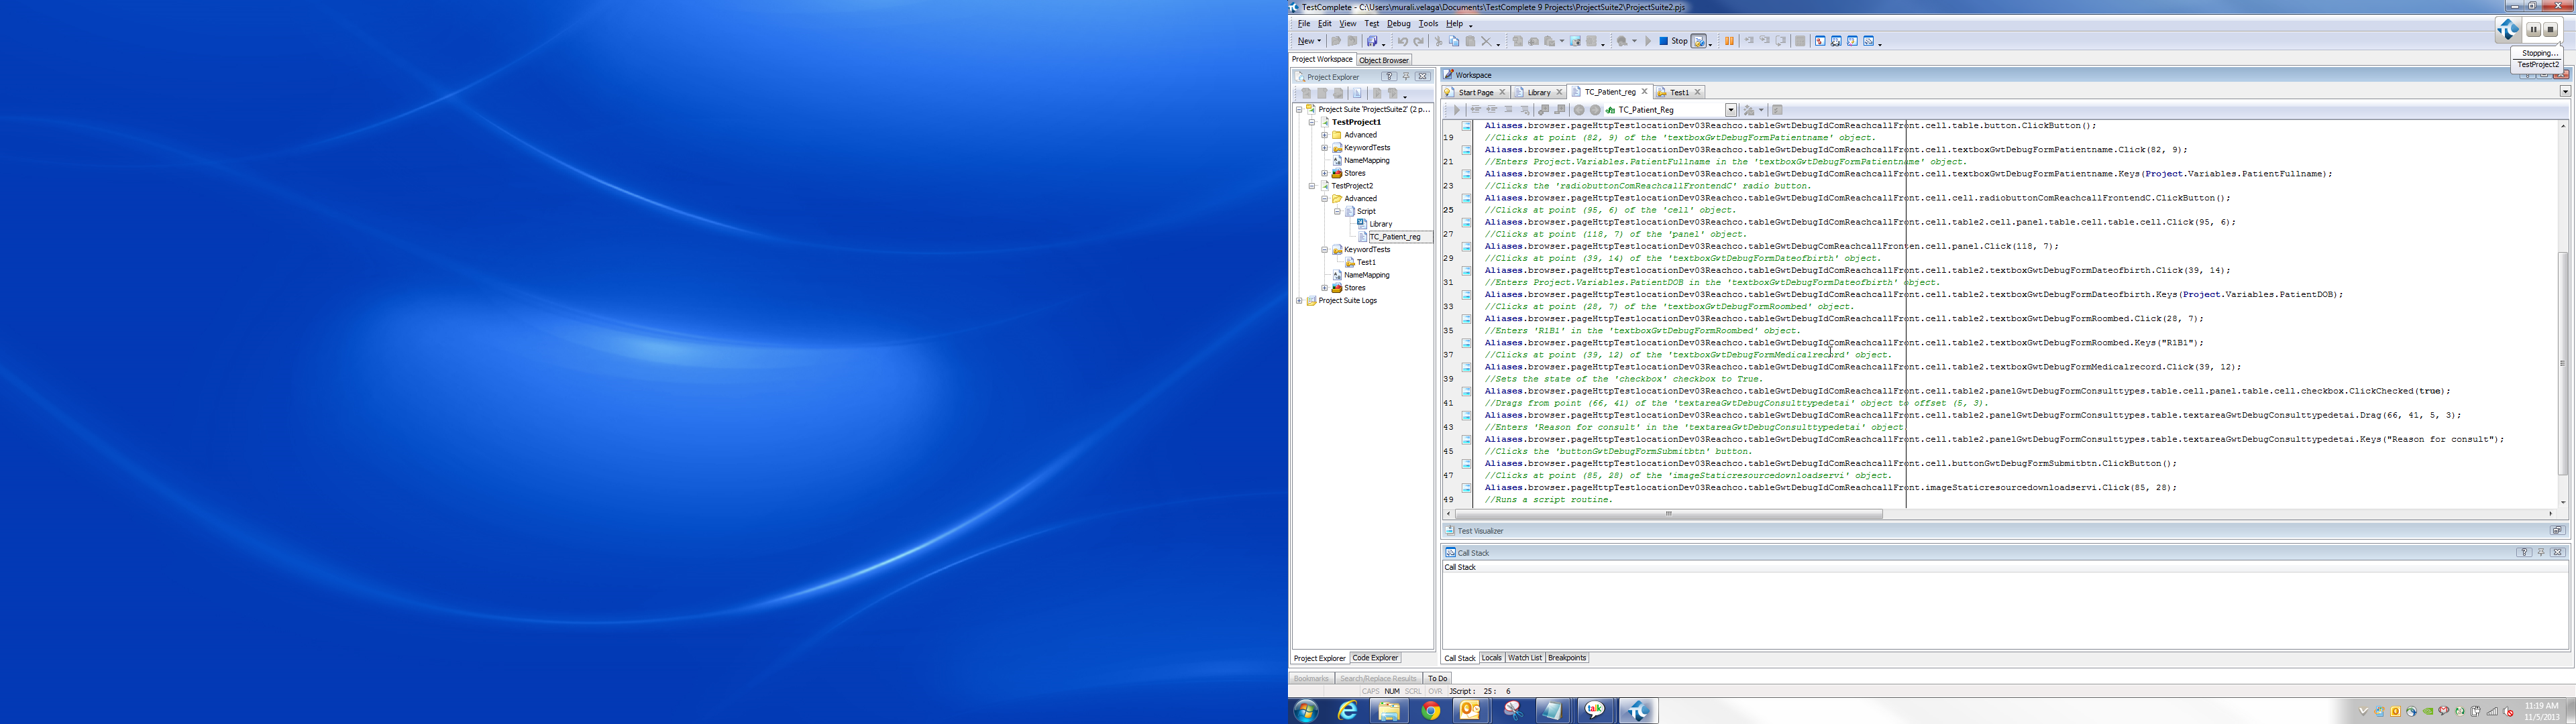 TestComplete - C:\Users\murali.velaga\Documents\TestComplete 9 Projects\ProjectSuite2\ProjectSuite2.pjs
File Edit View Test Debug Tools Help
New Stop
Stopping...
TestProject2
Project Workspace Object Browser
Project Explorer
Workspace
Start Page Library TC_Patient_reg Test1
TC_Patient_Reg
Project Suite 'ProjectSuite2' (2 p...
TestProject1
Advanced
KeywordTests
NameMapping
Stores
TestProject2
Advanced
Script
Library
TC_Patient_reg
KeywordTests
Test1
NameMapping
Stores
Project Suite Logs
Aliases.browser.pageHttpTestlocationDev03Reachco.tableGwtDebugIdComReachcallFront.cell.table.button.ClickButton();
19 //Clicks at point (82, 9) of the 'textboxGwtDebugFormPatientname' object.
Aliases.browser.pageHttpTestlocationDev03Reachco.tableGwtDebugIdComReachcallFront.cell.textboxGwtDebugFormPatientname.Click(82, 9);
21 //Enters Project.Variables.PatientFullname in the 'textboxGwtDebugFormPatientname' object.
Aliases.browser.pageHttpTestlocationDev03Reachco.tableGwtDebugIdComReachcallFront.cell.textboxGwtDebugFormPatientname.Keys(Project.Variables.PatientFullname);
23 //Clicks the 'radiobuttonComReachcallFrontendC' radio button.
Aliases.browser.pageHttpTestlocationDev03Reachco.tableGwtDebugIdComReachcallFront.cell.cell.radiobuttonComReachcallFrontendC.ClickButton();
25 //Clicks at point (95, 6) of the 'cell' object.
Aliases.browser.pageHttpTestlocationDev03Reachco.tableGwtDebugIdComReachcallFront.cell.table2.cell.panel.table.cell.table.cell.Click(95, 6);
27 //Clicks at point (118, 7) of the 'panel' object.
Aliases.browser.pageHttpTestlocationDev03Reachco.tableGwtDebugComReachcallFronten.cell.panel.Click(118, 7);
29 //Clicks at point (39, 14) of the 'textboxGwtDebugFormDateofbirth' object.
Aliases.browser.pageHttpTestlocationDev03Reachco.tableGwtDebugIdComReachcallFront.cell.table2.textboxGwtDebugFormDateofbirth.Click(39, 14);
31 //Enters Project.Variables.PatientDOB in the 'textboxGwtDebugFormDateofbirth' object.
Aliases.browser.pageHttpTestlocationDev03Reachco.tableGwtDebugIdComReachcallFront.cell.table2.textboxGwtDebugFormDateofbirth.Keys(Project.Variables.PatientDOB);
33 //Clicks at point (28, 7) of the 'textboxGwtDebugFormRoombed' object.
Aliases.browser.pageHttpTestlocationDev03Reachco.tableGwtDebugIdComReachcallFront.cell.table2.textboxGwtDebugFormRoombed.Click(28, 7);
35 //Enters 'R1B1' in the 'textboxGwtDebugFormRoombed' object.
Aliases.browser.pageHttpTestlocationDev03Reachco.tableGwtDebugIdComReachcallFront.cell.table2.textboxGwtDebugFormRoombed.Keys("R1B1");
37 //Clicks at point (39, 12) of the 'textboxGwtDebugFormMedicalrecord' object.
Aliases.browser.pageHttpTestlocationDev03Reachco.tableGwtDebugIdComReachcallFront.cell.table2.textboxGwtDebugFormMedicalrecord.Click(39, 12);
39 //Sets the state of the 'checkbox' checkbox to True.
Aliases.browser.pageHttpTestlocationDev03Reachco.tableGwtDebugIdComReachcallFront.cell.table2.panelGwtDebugFormConsulttypes.table.cell.panel.table.cell.checkbox.ClickChecked(true);
41 //Drags from point (66, 41) of the 'textareaGwtDebugConsulttypedetai' object to offset (5, 3).
Aliases.browser.pageHttpTestlocationDev03Reachco.tableGwtDebugIdComReachcallFront.cell.table2.panelGwtDebugFormConsulttypes.table.textareaGwtDebugConsulttypedetai.Drag(66, 41, 5, 3);
43 //Enters 'Reason for consult' in the 'textareaGwtDebugConsulttypedetai' object
Aliases.browser.pageHttpTestlocationDev03Reachco.tableGwtDebugIdComReachcallFront.cell.table2.panelGwtDebugFormConsulttypes.table.textareaGwtDebugConsulttypedetai.Keys("Reason for consult");
45 //Clicks the 'buttonGwtDebugFormSubmitbtn' button.
Aliases.browser.pageHttpTestlocationDev03Reachco.tableGwtDebugIdComReachcallFront.cell.buttonGwtDebugFormSubmitbtn.ClickButton();
47 //Clicks at point (85, 28) of the 'imageStaticresourcedownloadservi' object.
Aliases.browser.pageHttpTestlocationDev03Reachco.tableGwtDebugIdComReachcallFront.imageStaticresourcedownloadservi.Click(85, 28);
49 //Runs a script routine.
Test Visualizer
Call Stack
Call Stack
Project Explorer Code Explorer
Call Stack Locals Watch List Breakpoints
Bookmarks Search/Replace Results To Do
CAPS NUM SCRL OVR JScript: 25: 6
talk
11:19 AM
11/5/2013